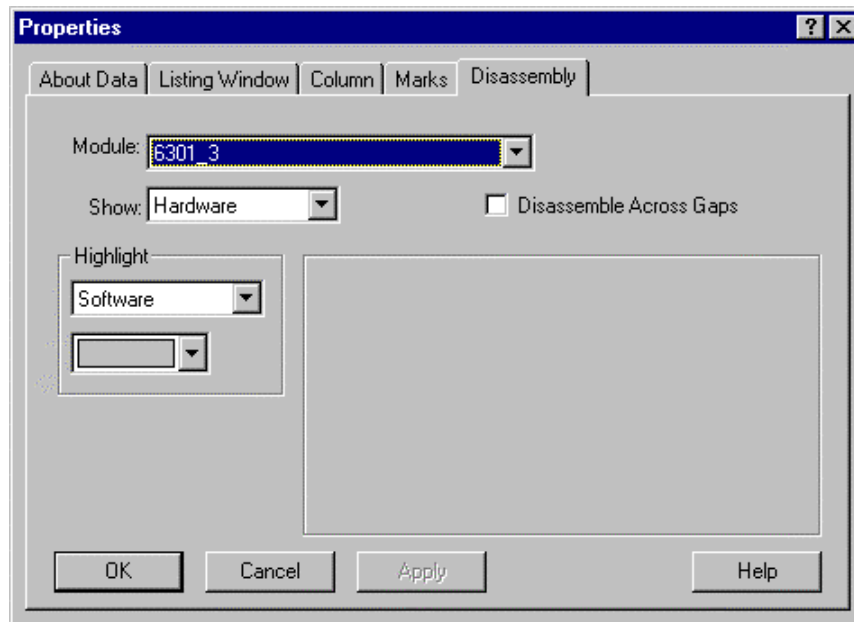 Properties
About Data Listing Window Column Marks Disassembly
Module: 6301_3
Show: Hardware Disassemble Across Gaps
Highlight
Software
OK Cancel Apply Help